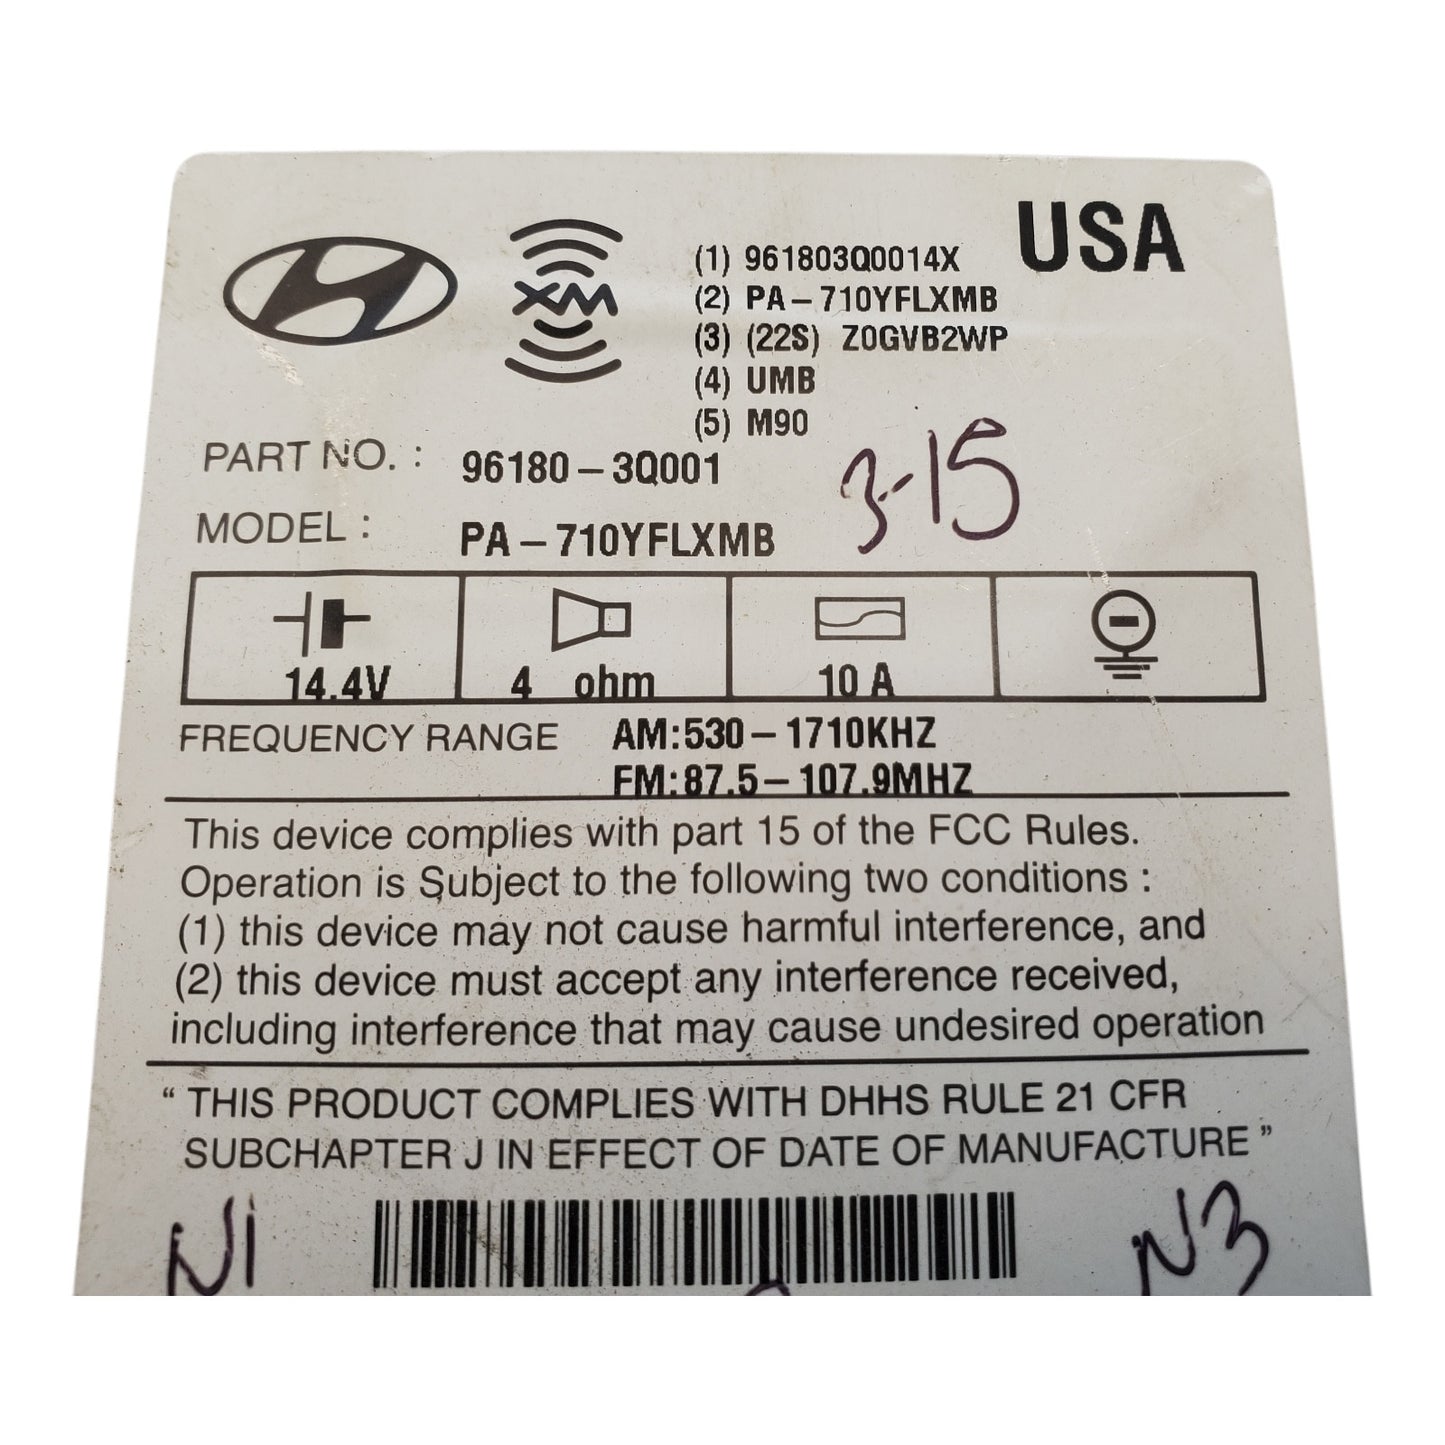 USA
XM
(1) 961803Q0014X
(2) PA-710YFLXMB
(3) (22S) Z0GVB2WP
(4) UMB
(5) M90
PART NO. : 96180-3Q001
3-15
MODEL : PA-710YFLXMB
14.4V 4 ohm 10 A
FREQUENCY RANGE AM:530-1710KHZ
FM:87.5-107.9MHZ
This device complies with part 15 of the FCC Rules.
Operation is Subject to the following two conditions :
(1) this device may not cause harmful interference, and
(2) this device must accept any interference received,
including interference that may cause undesired operation
“ THIS PRODUCT COMPLIES WITH DHHS RULE 21 CFR
SUBCHAPTER J IN EFFECT OF DATE OF MANUFACTURE ”
N1 N3